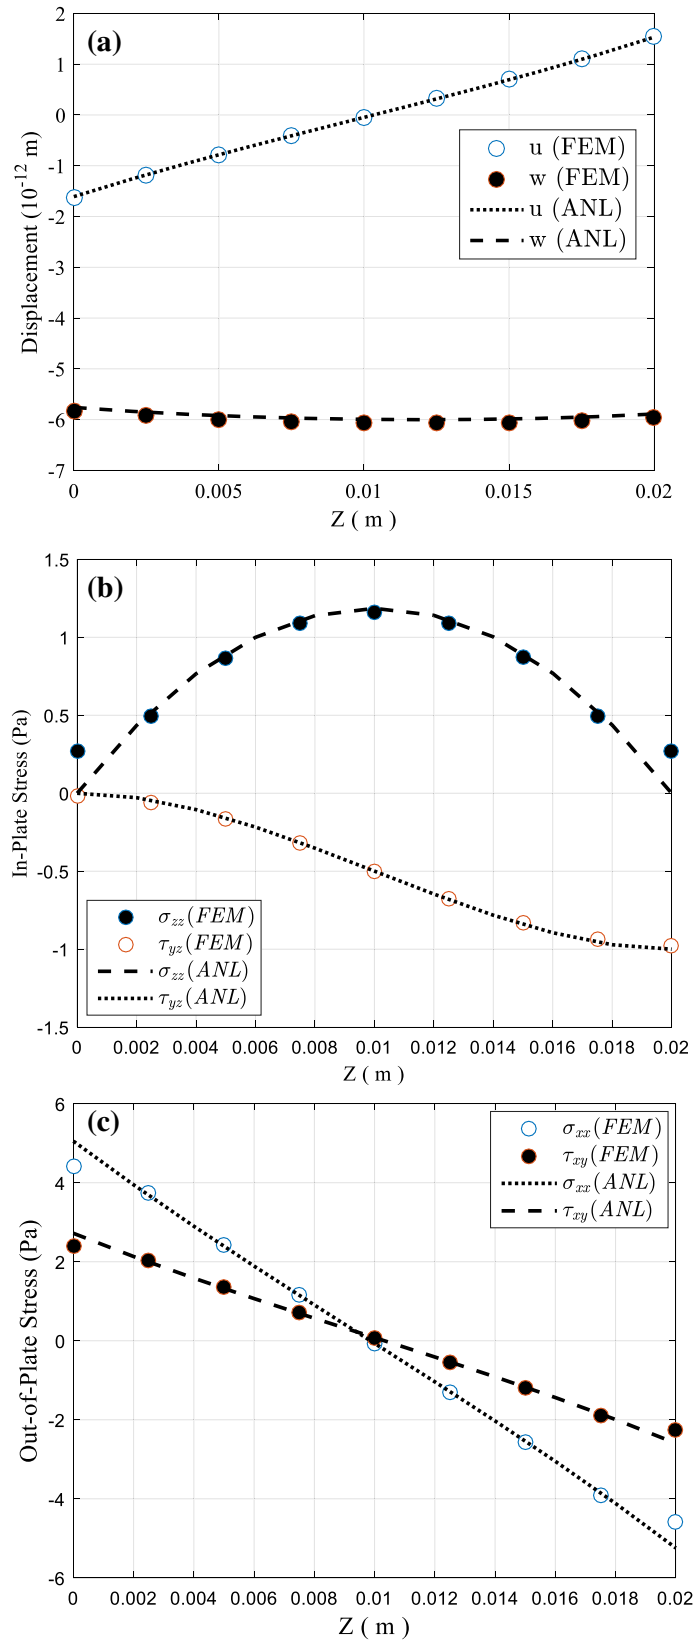 (a)
2
1
0
-1
-2
-3
-4
-5
-6
-7
Displacement (10⁻¹² m)
u (FEM)
w (FEM)
u (ANL)
w (ANL)
0 0.005 0.01 0.015 0.02
Z ( m )
(b)
1.5
1
0.5
0
-0.5
-1
-1.5
In-Plate Stress (Pa)
σzz(FEM)
τyz(FEM)
σzz(ANL)
τyz(ANL)
0 0.002 0.004 0.006 0.008 0.01 0.012 0.014 0.016 0.018 0.02
Z ( m )
(c)
6
4
2
0
-2
-4
-6
Out-of-Plate Stress (Pa)
σxx(FEM)
τxy(FEM)
σxx(ANL)
τxy(ANL)
0 0.002 0.004 0.006 0.008 0.01 0.012 0.014 0.016 0.018 0.02
Z ( m )